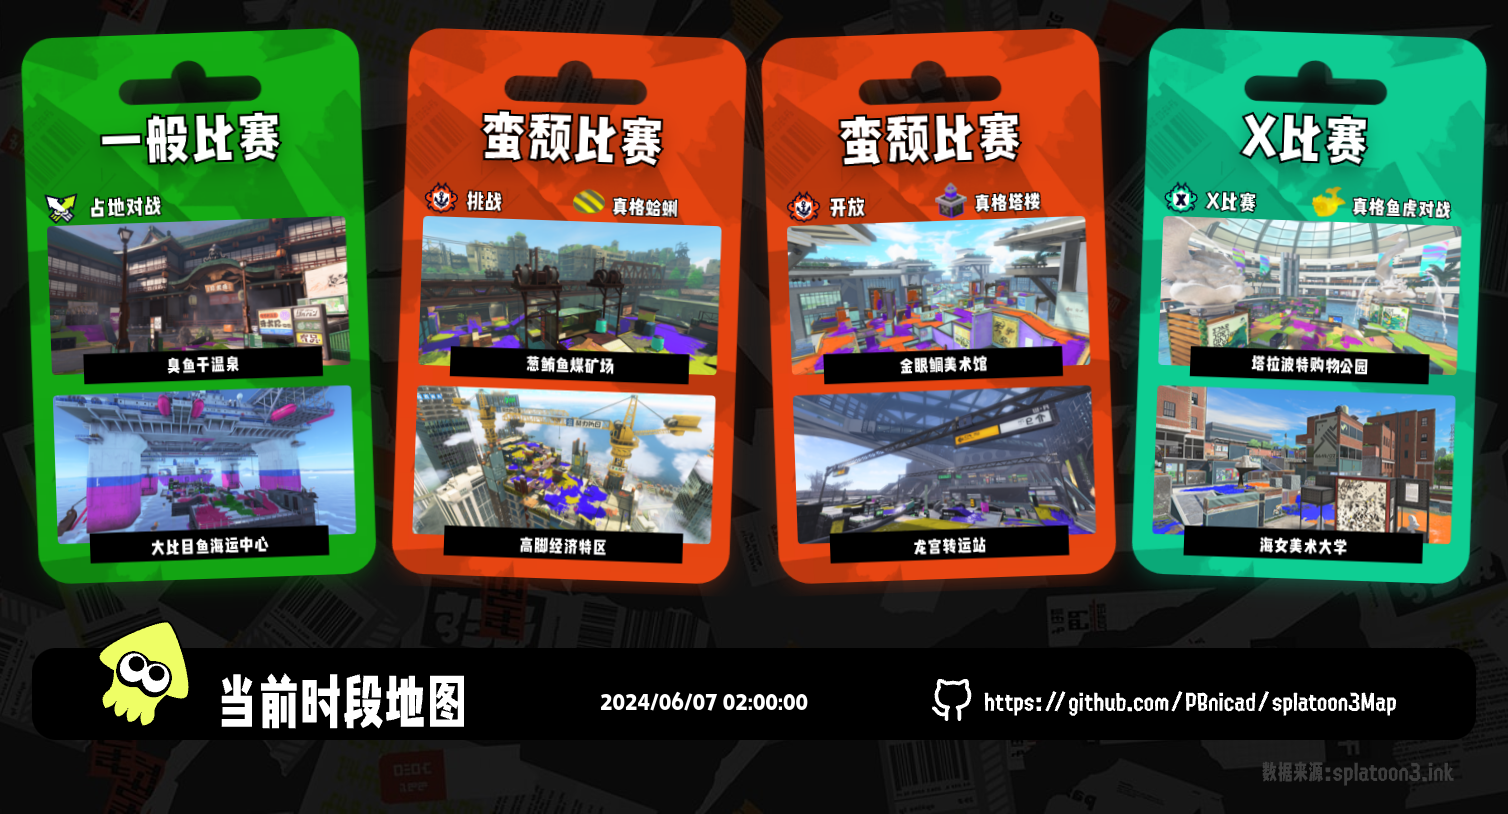 一般比赛
占地对战
臭鱼干温泉
大比目鱼海运中心
蛮颓比赛
挑战
真格蛤蜊
葱鲔鱼煤矿场
高脚经济特区
蛮颓比赛
开放
真格塔楼
金眼鲷美术馆
龙宫转运站
X比赛
X比赛
真格鱼虎对战
塔拉波特购物公园
海女美术大学
当前时段地图
2024/06/07 02:00:00
https://github.com/PBnicad/splatoon3Map
数据来源:splatoon3.ink